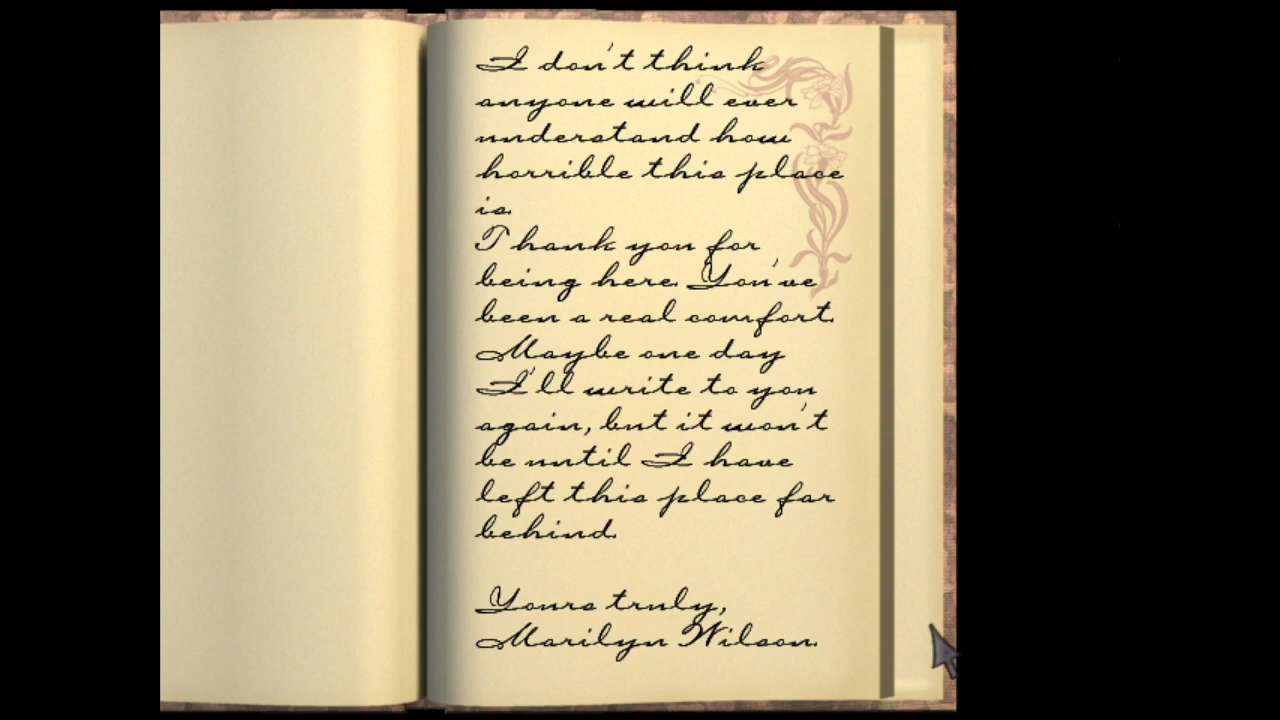 I don't think
anyone will ever
understand how
horrible this place
is.
Thank you for
being here. You've
been a real comfort.
Maybe one day
I'll write to you
again, but it won't
be until I have
left this place far
behind.
Yours truly,
Marilyn Wilson.